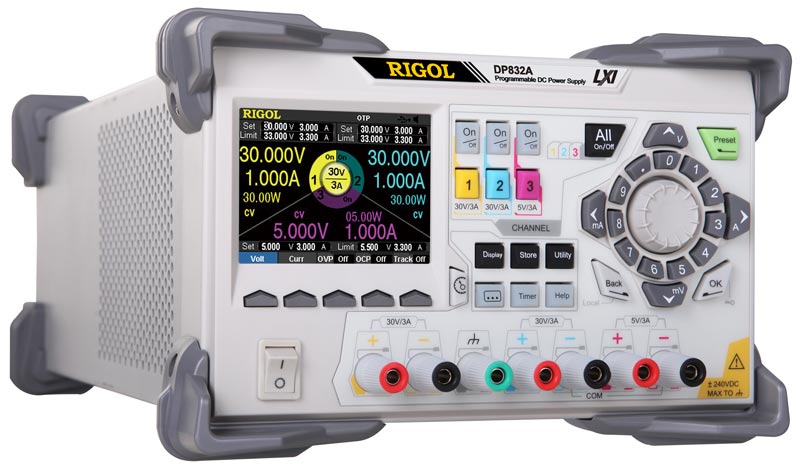 RIGOL DP832A
Programmable DC Power Supply LXI
RIGOL OTP
Set 30.000 V 3.000 A Set 30.000 V 3.000 A
Limit 33.000 V 3.300 A Limit 33.000 V 3.300 A
On On
30.000V 30V 30.000V
1 2
1.000A 3A 1.000A
On
30.00W 3 30.00W
CV 05.00W CV
CV
5.000V 1.000A
Set 5.000 V 3.000 A Limit 5.500 V 3.300 A
Volt Curr OVP Off OCP Off Track Off
On/Off On/Off On/Off
1 2 3
All On/Off
Preset
1 2 3
30V/3A 30V/3A 5V/3A
CHANNEL
V
mA A
mV
. 0 1 2 3 4 5 6 7 8 9
Display Store Utility
... Timer Help
Back OK
Local
30V/3A 30V/3A 5V/3A
+ − + − + −
COM
I
O
± 240VDC
MAX TO